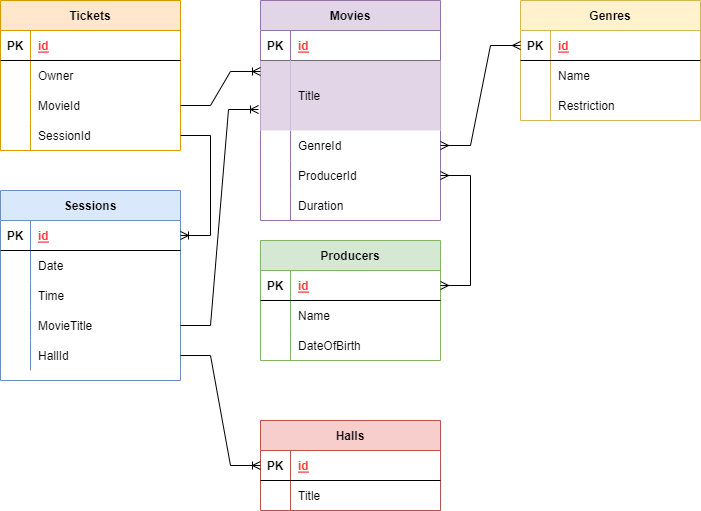 Tickets
PK id
Owner
MovieId
SessionId
Sessions
PK id
Date
Time
MovieTitle
HallId
Movies
PK id
Title
GenreId
ProducerId
Duration
Producers
PK id
Name
DateOfBirth
Halls
PK id
Title
Genres
PK id
Name
Restriction